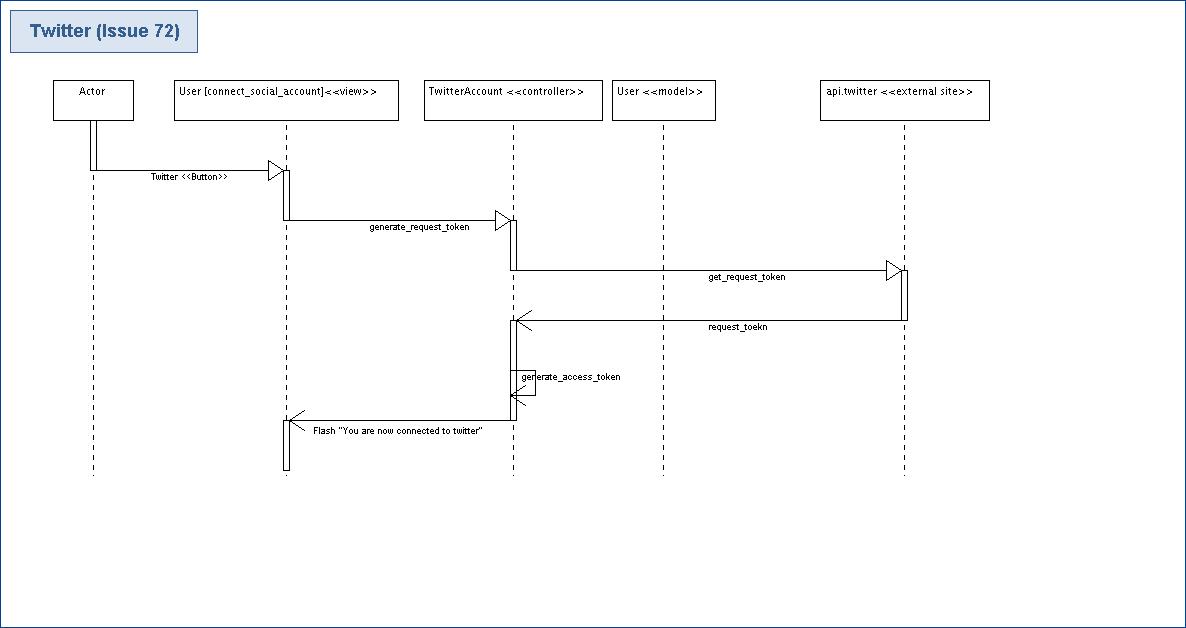 Twitter (Issue 72)
Actor
User [connect_social_account]<<view>>
TwitterAccount <<controller>>
User <<model>>
api.twitter <<external site>>
Twitter <<Button>>
generate_request_token
get_request_token
request_toekn
generate_access_token
Flash "You are now connected to twitter"